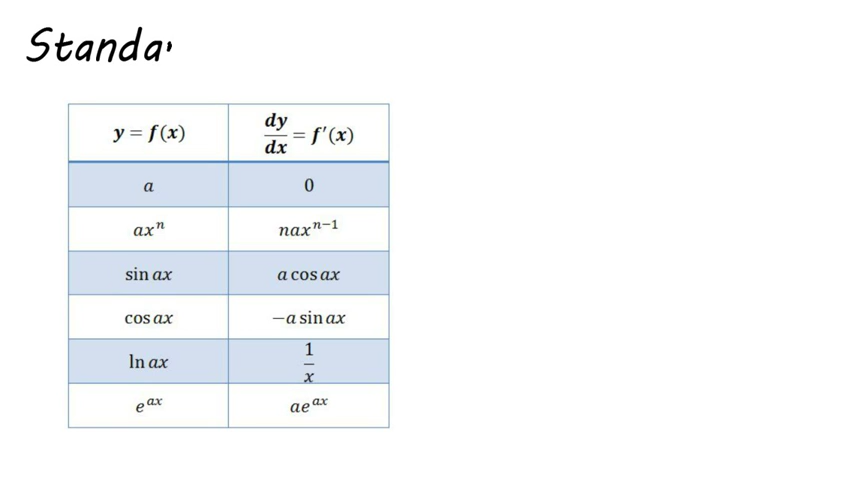 Standa
y = f(x) dy/dx = f′(x)
a 0
axⁿ naxⁿ⁻¹
sin ax a cos ax
cos ax −a sin ax
ln ax 1/x
eᵃˣ aeᵃˣ